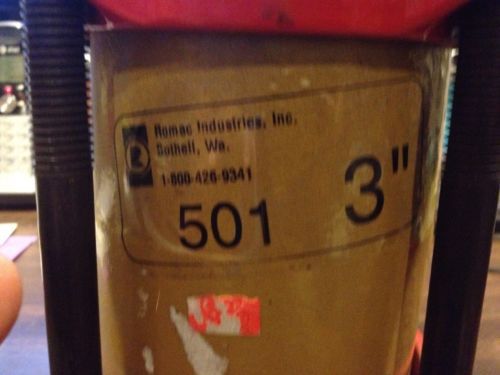 Romac Industries, Inc.
Bothell, Wa.
1-800-426-9341
501
3"